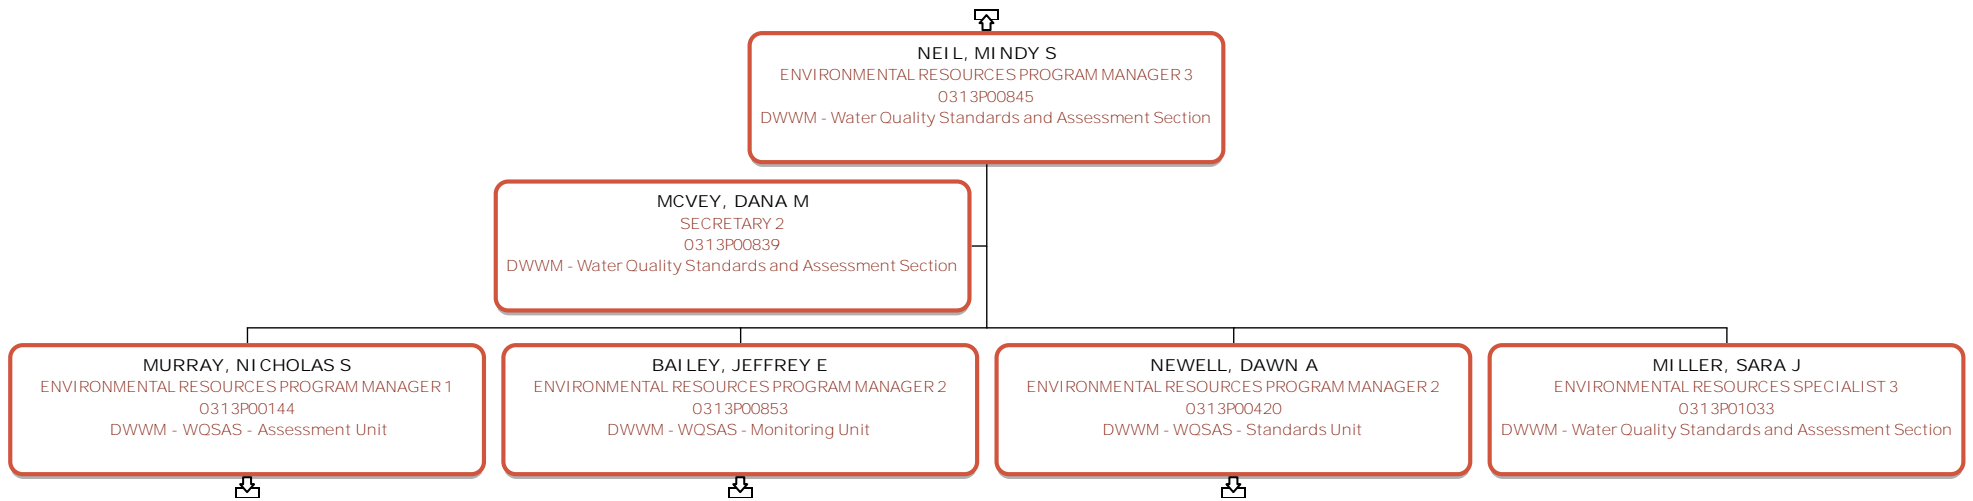 NEIL, MINDY S
ENVIRONMENTAL RESOURCES PROGRAM MANAGER 3
0313P00845
DWWM - Water Quality Standards and Assessment Section
MCVEY, DANA M
SECRETARY 2
0313P00839
DWWM - Water Quality Standards and Assessment Section
MURRAY, NICHOLAS S
ENVIRONMENTAL RESOURCES PROGRAM MANAGER 1
0313P00144
DWWM - WQSAS - Assessment Unit
BAILEY, JEFFREY E
ENVIRONMENTAL RESOURCES PROGRAM MANAGER 2
0313P00853
DWWM - WQSAS - Monitoring Unit
NEWELL, DAWN A
ENVIRONMENTAL RESOURCES PROGRAM MANAGER 2
0313P00420
DWWM - WQSAS - Standards Unit
MILLER, SARA J
ENVIRONMENTAL RESOURCES SPECIALIST 3
0313P01033
DWWM - Water Quality Standards and Assessment Section